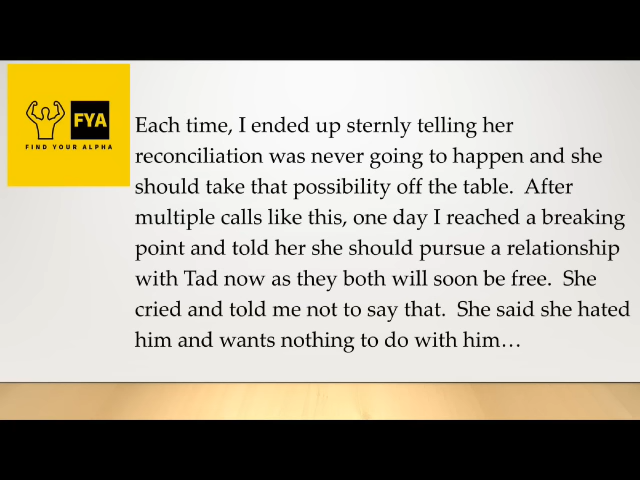 FYA
FIND YOUR ALPHA
Each time, I ended up sternly telling her
reconciliation was never going to happen and she
should take that possibility off the table.  After
multiple calls like this, one day I reached a breaking
point and told her she should pursue a relationship
with Tad now as they both will soon be free.  She
cried and told me not to say that.  She said she hated
him and wants nothing to do with him…